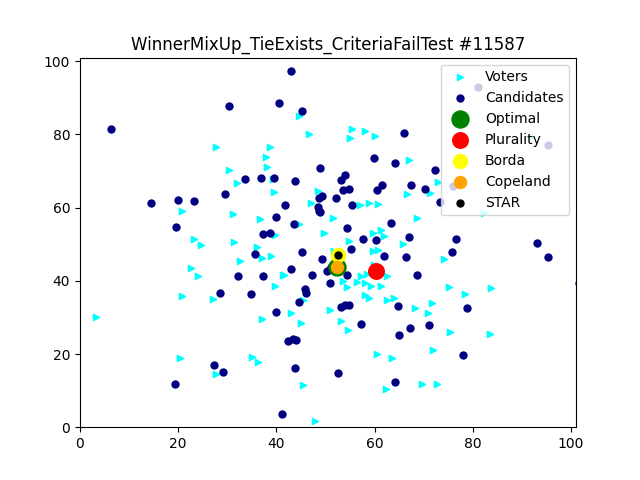 WinnerMixUp_TieExists_CriteriaFailTest #11587
100
80
60
40
20
0
0 20 40 60 80 100
Voters
Candidates
Optimal
Plurality
Borda
Copeland
STAR